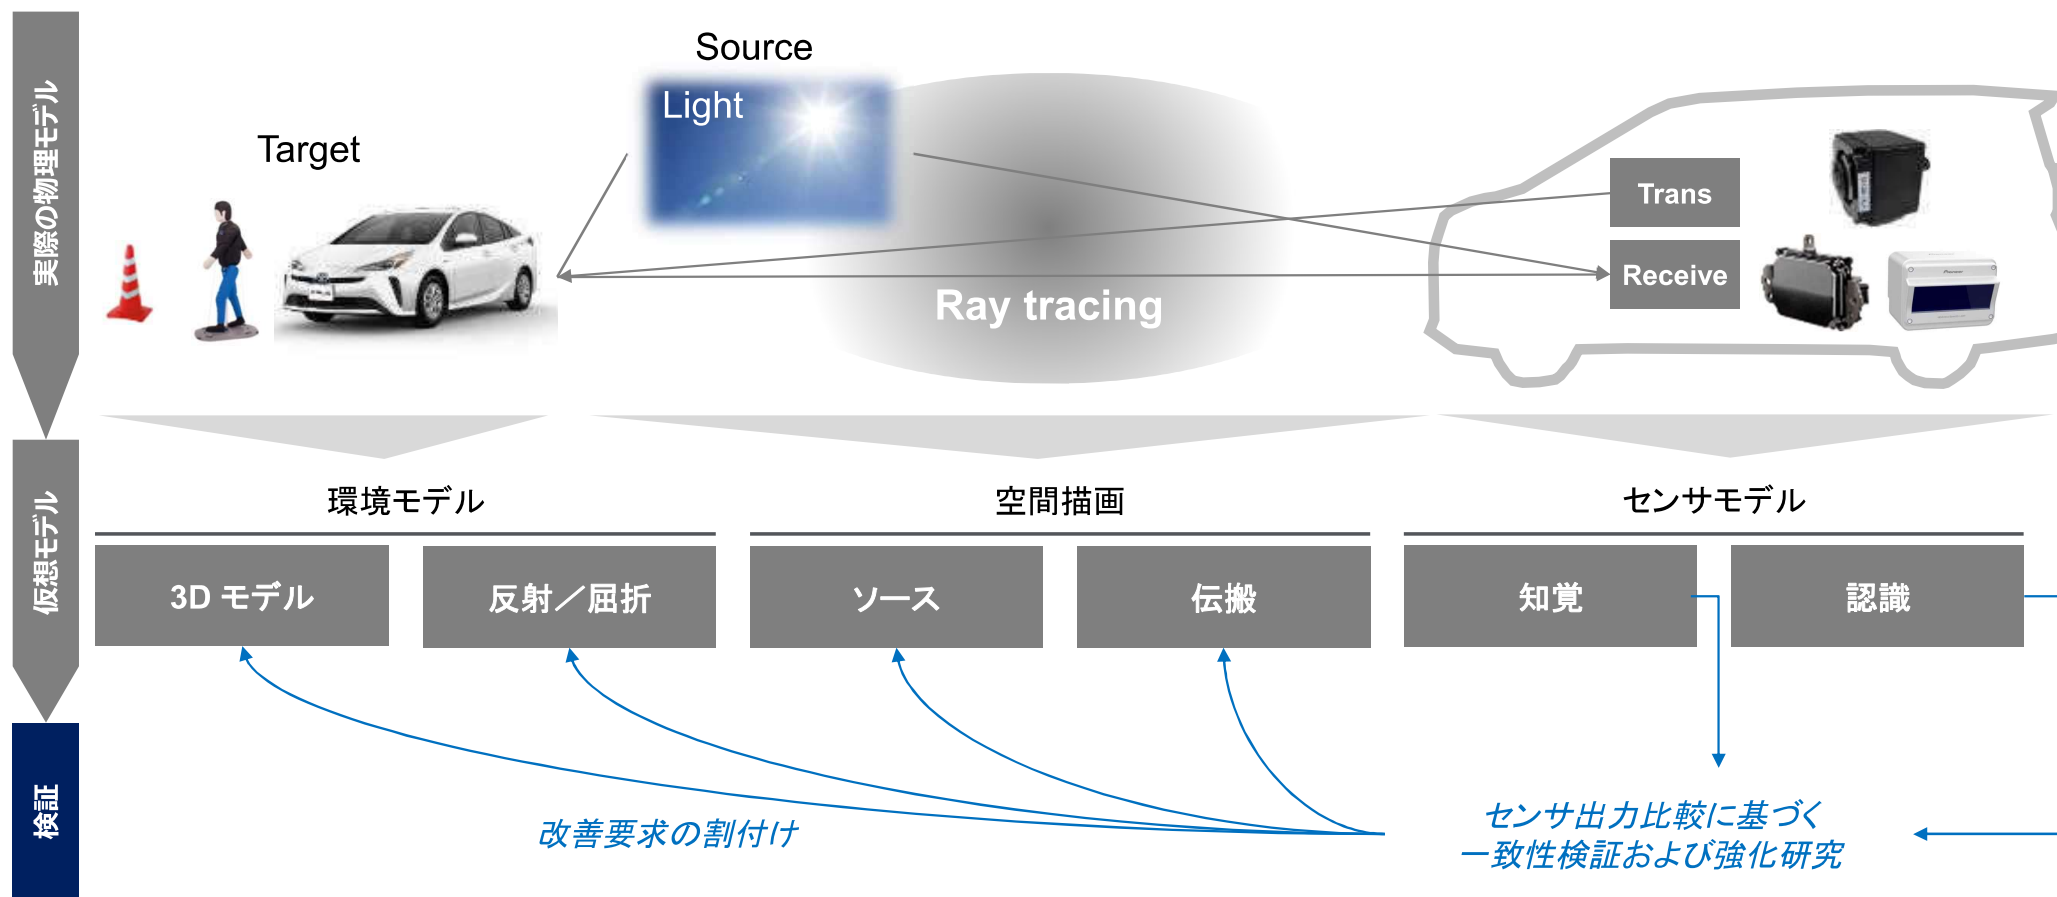 実際の物理モデル
Source
Light
Target
Trans
Receive
Pioneer
Ray tracing
仮想モデル
環境モデル
空間描画
センサモデル
3D モデル
反射／屈折
ソース
伝搬
知覚
認識
検証
改善要求の割付け
センサ出力比較に基づく
一致性検証および強化研究